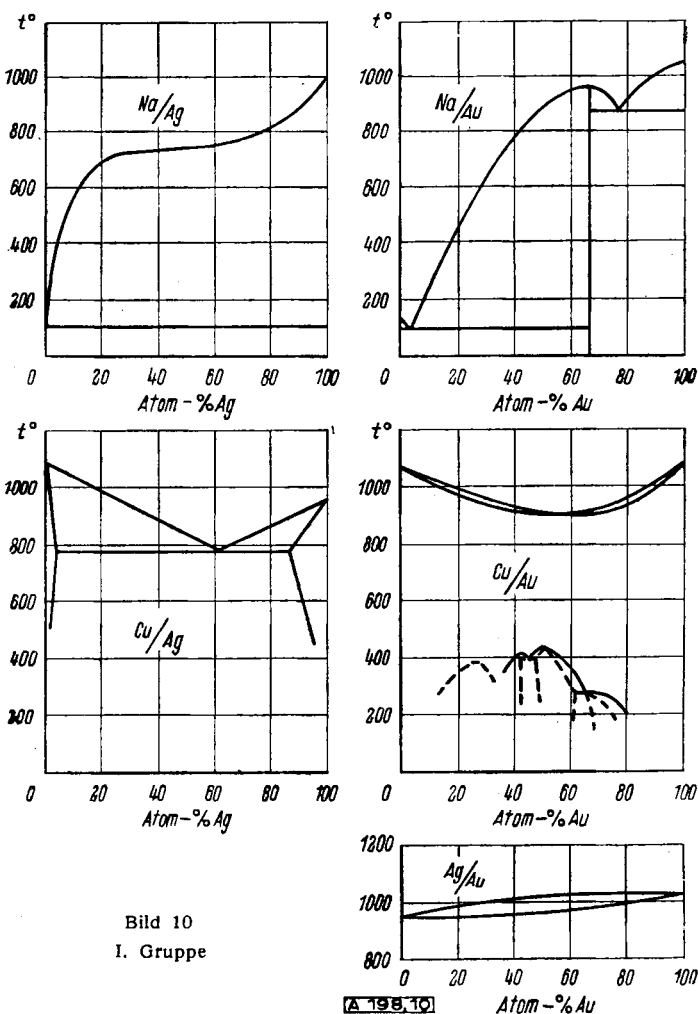 t° t°
1000 1000
Na/Ag Na/Au
800 800
600 600
400 400
200 200
0 20 40 60 80 100 0 20 40 60 80 100
Atom-% Ag Atom-% Au
t° t°
1000 1000
800 800
Cu/Au
600 600
Cu/Ag
400 400
200 200
0 20 40 60 80 100 0 20 40 60 80 100
Atom-% Ag Atom-% Au
1200
Ag/Au
1000
800
0 20 40 60 80 100
Atom-% Au
Bild 10
I. Gruppe
A 198,10